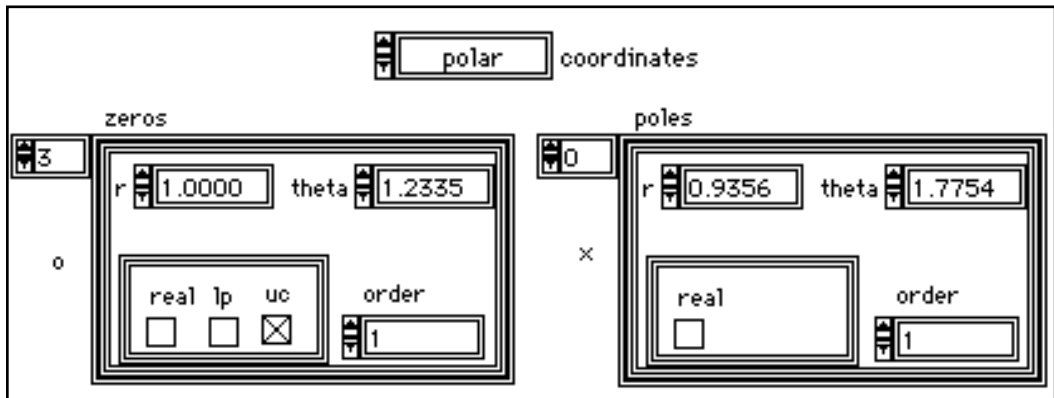 polar coordinates
zeros
3
r 1.0000 theta 1.2335
o
real lp uc
order
1
poles
0
r 0.9356 theta 1.7754
x
real
order
1